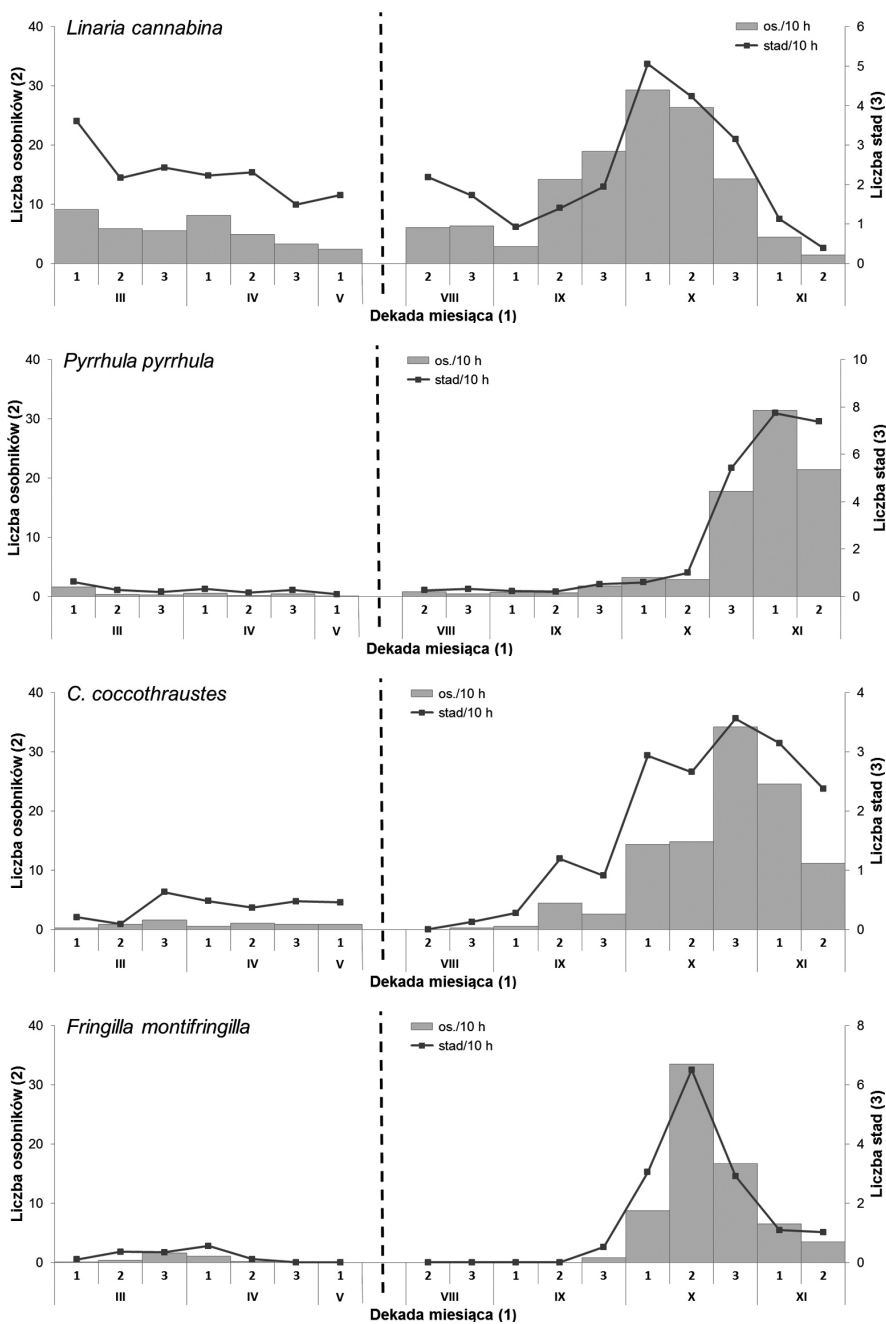 Linaria cannabina
os./10 h
stad/10 h
Liczba osobników (2)
Liczba stad (3)
40
30
20
10
0
6
5
4
3
2
1
0
1 2 3 1 2 3 1 2 3 1 2 3 1 2 3 1 2
III IV V VIII IX X XI
Dekada miesiąca (1)
Pyrrhula pyrrhula
os./10 h
stad/10 h
Liczba osobników (2)
Liczba stad (3)
40
30
20
10
0
10
8
6
4
2
0
1 2 3 1 2 3 1 2 3 1 2 3 1 2 3 1 2
III IV V VIII IX X XI
Dekada miesiąca (1)
C. coccothraustes
os./10 h
stad/10 h
Liczba osobników (2)
Liczba stad (3)
40
30
20
10
0
4
3
2
1
0
1 2 3 1 2 3 1 2 3 1 2 3 1 2 3 1 2
III IV V VIII IX X XI
Dekada miesiąca (1)
Fringilla montifringilla
os./10 h
stad/10 h
Liczba osobników (2)
Liczba stad (3)
40
30
20
10
0
8
6
4
2
0
1 2 3 1 2 3 1 2 3 1 2 3 1 2 3 1 2
III IV V VIII IX X XI
Dekada miesiąca (1)